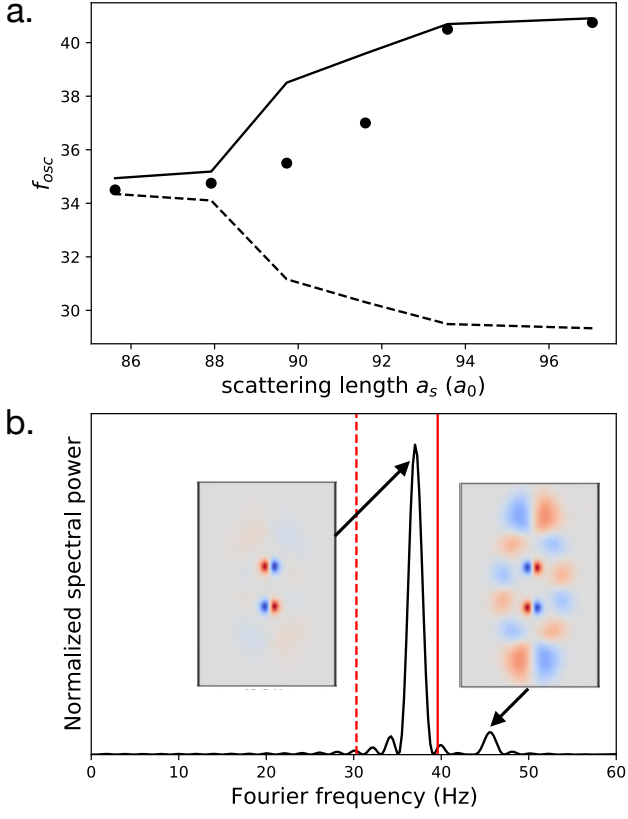 a.
40
38
36
34
32
30
f_osc
86 88 90 92 94 96
scattering length a_s (a_0)
b.
Normalized spectral power
0 10 20 30 40 50 60
Fourier frequency (Hz)